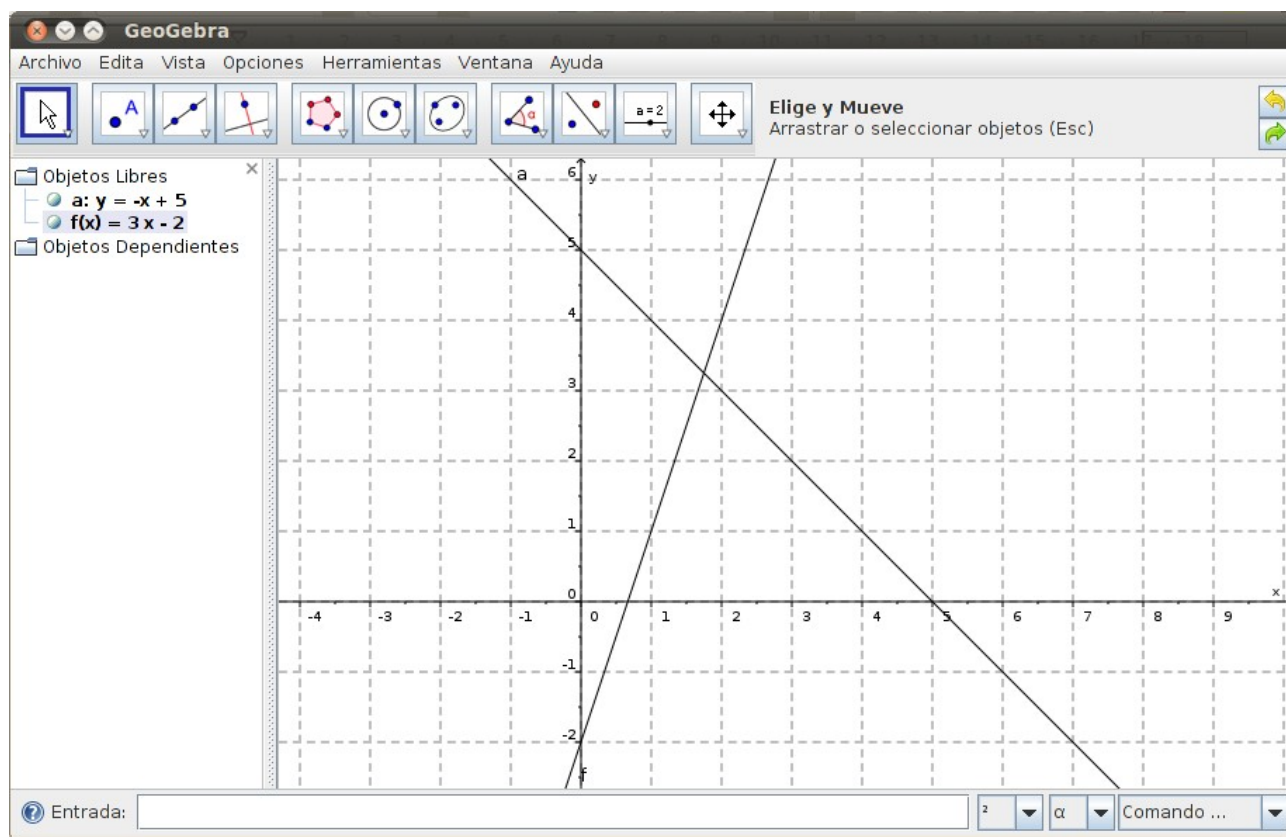 GeoGebra
Archivo Edita Vista Opciones Herramientas Ventana Ayuda
A
α
a=2
Elige y Mueve
Arrastrar o seleccionar objetos (Esc)
Objetos Libres
a: y = -x + 5
f(x) = 3 x - 2
Objetos Dependientes
a
6
y
5
4
3
2
1
0
x
-4 -3 -2 -1 0 1 2 3 4 5 6 7 8 9
-1
-2
f
Entrada:
² α Comando ...